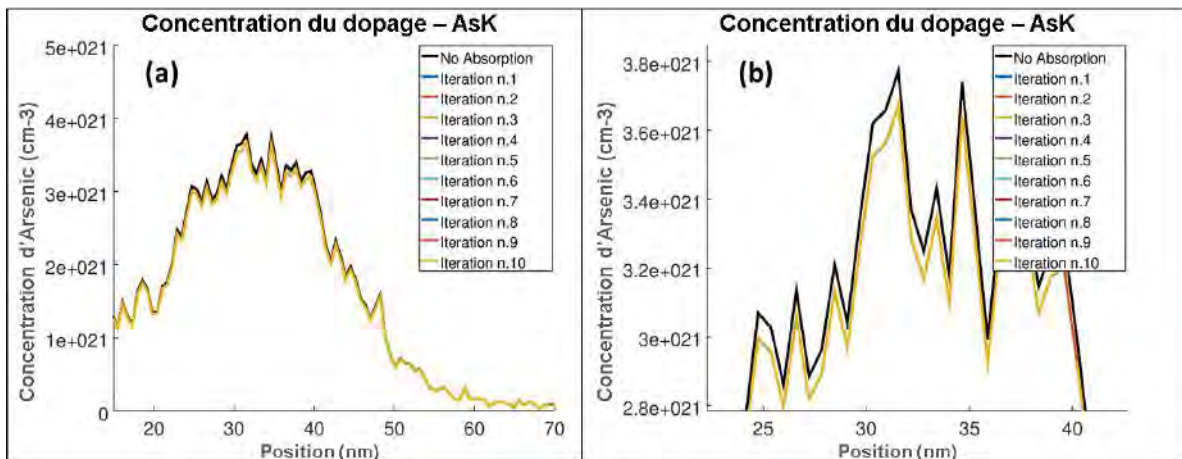 Concentration du dopage – AsK
(a)
Concentration d'Arsenic (cm-3)
5e+021
4e+021
3e+021
2e+021
1e+021
0
20
30
40
50
60
70
Position (nm)
No Absorption
Iteration n.1
Iteration n.2
Iteration n.3
Iteration n.4
Iteration n.5
Iteration n.6
Iteration n.7
Iteration n.8
Iteration n.9
Iteration n.10
Concentration du dopage – AsK
(b)
Concentration d'Arsenic (cm-3)
3.8e+021
3.6e+021
3.4e+021
3.2e+021
3e+021
2.8e+021
25
30
35
40
Position (nm)
No Absorption
Iteration n.1
Iteration n.2
Iteration n.3
Iteration n.4
Iteration n.5
Iteration n.6
Iteration n.7
Iteration n.8
Iteration n.9
Iteration n.10